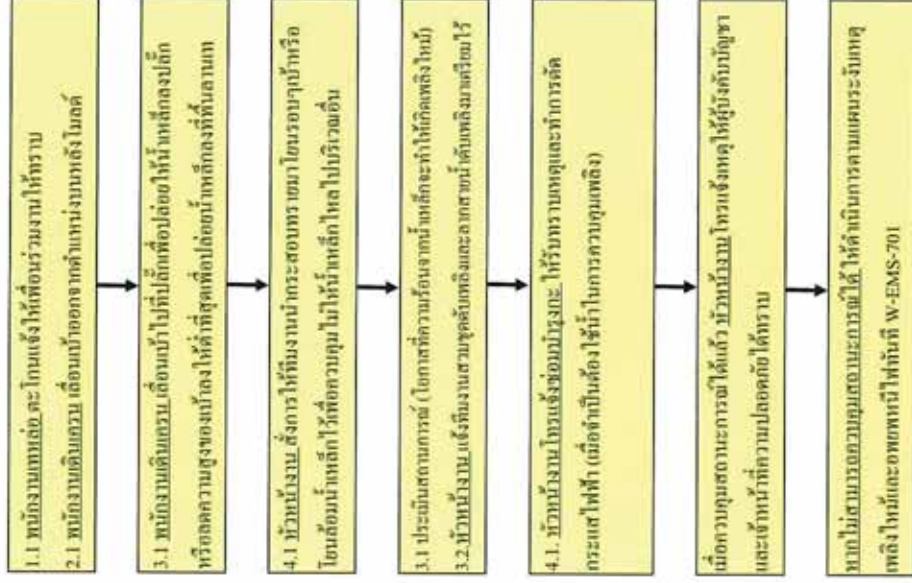 1.1 พนักงานเทหล่อ ตะโกนแจ้งให้เพื่อนร่วมงานให้ทราบ
2.1 พนักงานเดินเครน เลื่อนเบ้าออกจากตำแหน่งบนหลังโมลด์
3.1 พนักงานเดินเครน เลื่อนเบ้าไปที่ปลั๊กเพื่อปล่อยให้น้ำเหล็กลงปลั๊ก
หรือลดความสูงของเบ้าลงให้ต่ำที่สุดเพื่อปล่อยน้ำเหล็กลงที่พื้นลานเท
4.1 หัวหน้างาน สั่งการให้ทีมงานนำกระสอบทรายมาโยนรอบๆเบ้าหรือ
โยนล้อมน้ำเหล็กไว้เพื่อควบคุมไม่ให้น้ำเหล็กไหลไปบริเวณอื่น
3.1 ประเมินสถานการณ์ (โอกาสที่ความร้อนจากน้ำเหล็กจะทำให้เกิดเพลิงไหม้)
3.2 หัวหน้างาน แจ้งทีมงานสวมชุดดับเพลิงและลากสายน้ำดับเพลิงมาเตรียมไว้
4.1. หัวหน้างานโทรแจ้งซ่อมบำรุงกะ ให้รับทราบเหตุและทำการตัด
กระแสไฟฟ้า (เมื่อจำเป็นต้องใช้น้ำในการควบคุมเพลิง)
เมื่อควบคุมสถานะการณ์ได้แล้ว หัวหน้างานโทรแจ้งเหตุให้ผู้บังคับบัญชา
และเจ้าหน้าที่ความปลอดภัยได้ทราบ
หากไม่สามารถควบคุมสถานะการณ์ได้ ให้ดำเนินการตามแผนระงับเหตุ
เพลิงไหม้และอพยพหนีไฟทันที W-EMS-701